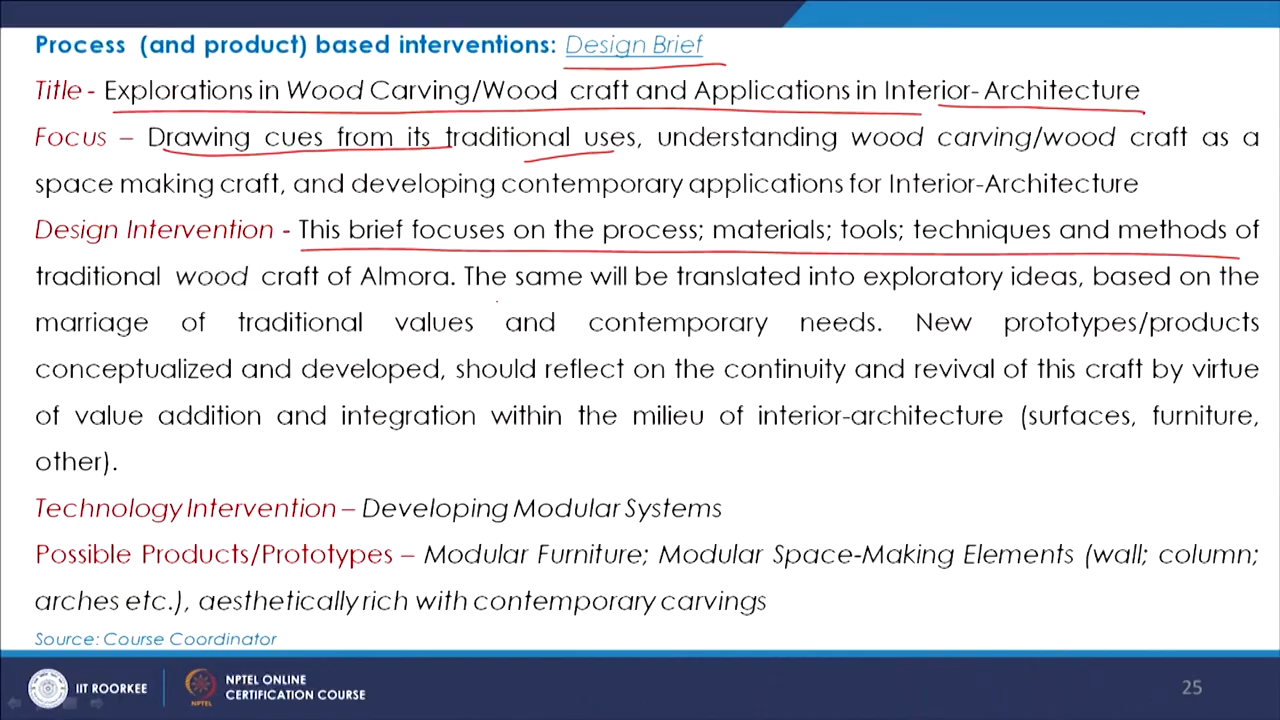 Process (and product) based interventions: Design Brief
Title - Explorations in Wood Carving/Wood craft and Applications in Interior- Architecture
Focus – Drawing cues from its traditional uses, understanding wood carving/wood craft as a
space making craft, and developing contemporary applications for Interior-Architecture
Design Intervention - This brief focuses on the process; materials; tools; techniques and methods of
traditional wood craft of Almora. The same will be translated into exploratory ideas, based on the
marriage of traditional values and contemporary needs. New prototypes/products
conceptualized and developed, should reflect on the continuity and revival of this craft by virtue
of value addition and integration within the milieu of interior-architecture (surfaces, furniture,
other).
Technology Intervention – Developing Modular Systems
Possible Products/Prototypes – Modular Furniture; Modular Space-Making Elements (wall; column;
arches etc.), aesthetically rich with contemporary carvings
Source: Course Coordinator
IIT ROORKEE
NPTEL
NPTEL ONLINE
CERTIFICATION COURSE
25